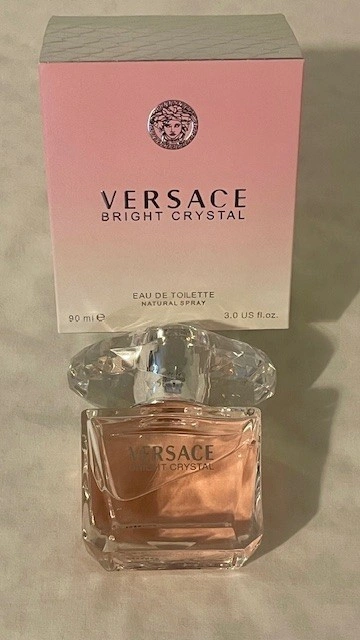 VERSACE
BRIGHT CRYSTAL
EAU DE TOILETTE
NATURAL SPRAY
90 ml ℮ 3.0 US fl.oz.
VERSACE
BRIGHT CRYSTAL